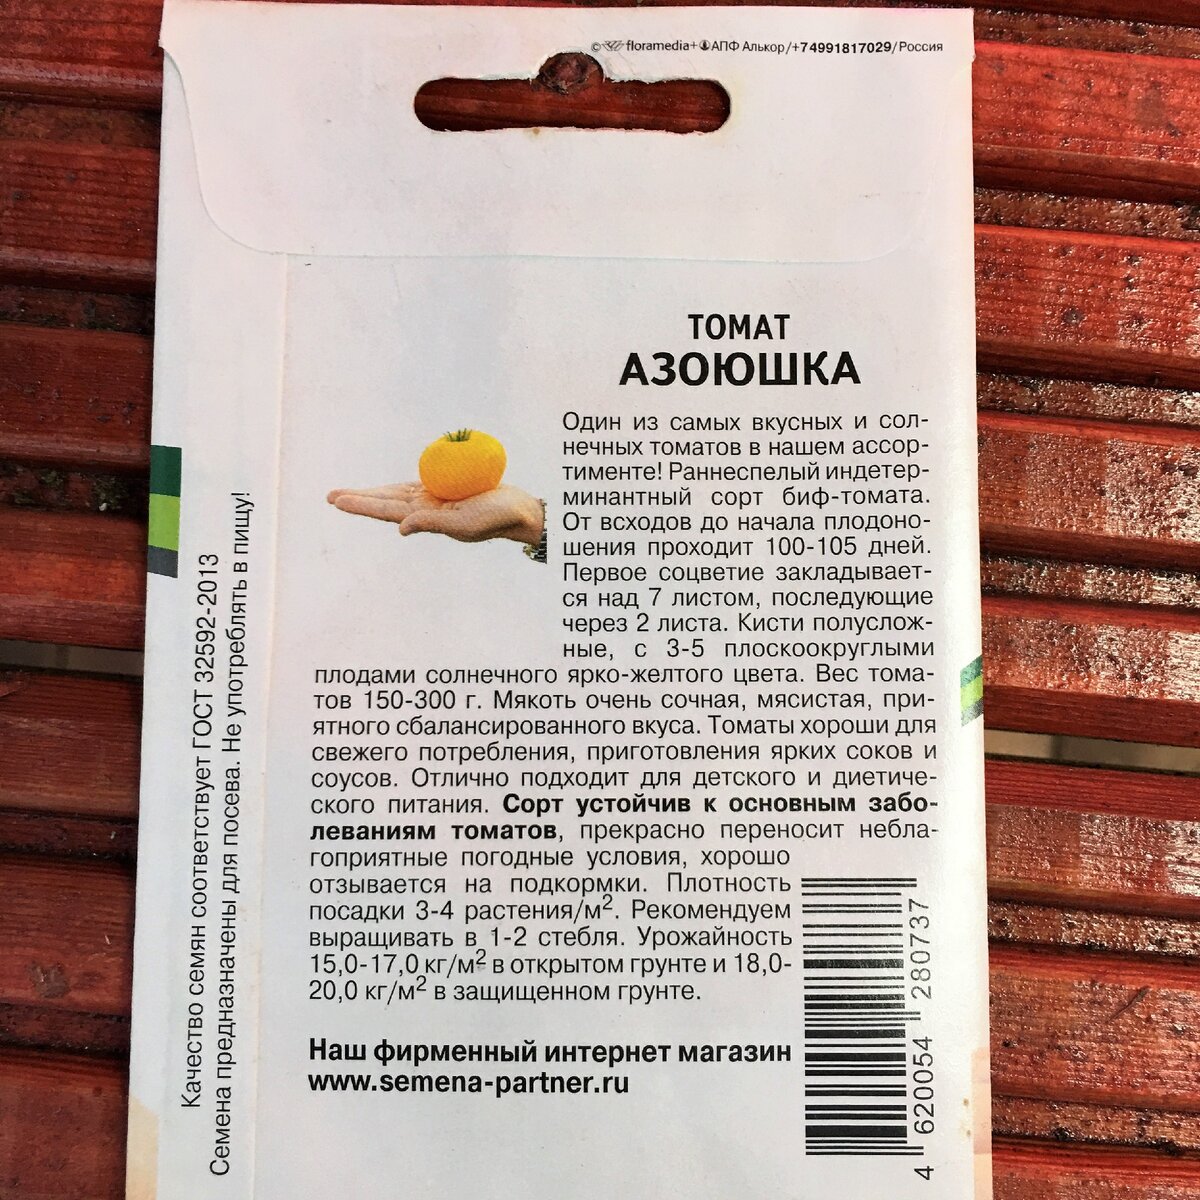 © floramedia+ АПФ Алькор/+74991817029/Россия
ТОМАТ
АЗОЮШКА
Один из самых вкусных и сол-
нечных томатов в нашем ассор-
тименте! Раннеспелый индетер-
минантный сорт биф-томата.
От всходов до начала плодоно-
шения проходит 100-105 дней.
Первое соцветие закладывает-
ся над 7 листом, последующие
через 2 листа. Кисти полуслож-
ные, с 3-5 плоскоокруглыми
плодами солнечного ярко-желтого цвета. Вес тома-
тов 150-300 г. Мякоть очень сочная, мясистая, при-
ятного сбалансированного вкуса. Томаты хороши для
свежего потребления, приготовления ярких соков и
соусов. Отлично подходит для детского и диетиче-
ского питания. Сорт устойчив к основным забо-
леваниям томатов, прекрасно переносит небла-
гоприятные погодные условия, хорошо
отзывается на подкормки. Плотность
посадки 3-4 растения/м². Рекомендуем
выращивать в 1-2 стебля. Урожайность
15,0-17,0 кг/м² в открытом грунте и 18,0-
20,0 кг/м² в защищенном грунте.
Наш фирменный интернет магазин
www.semena-partner.ru
Качество семян соответствует ГОСТ 32592-2013
Семена предназначены для посева. Не употреблять в пищу!
4 620054 280737